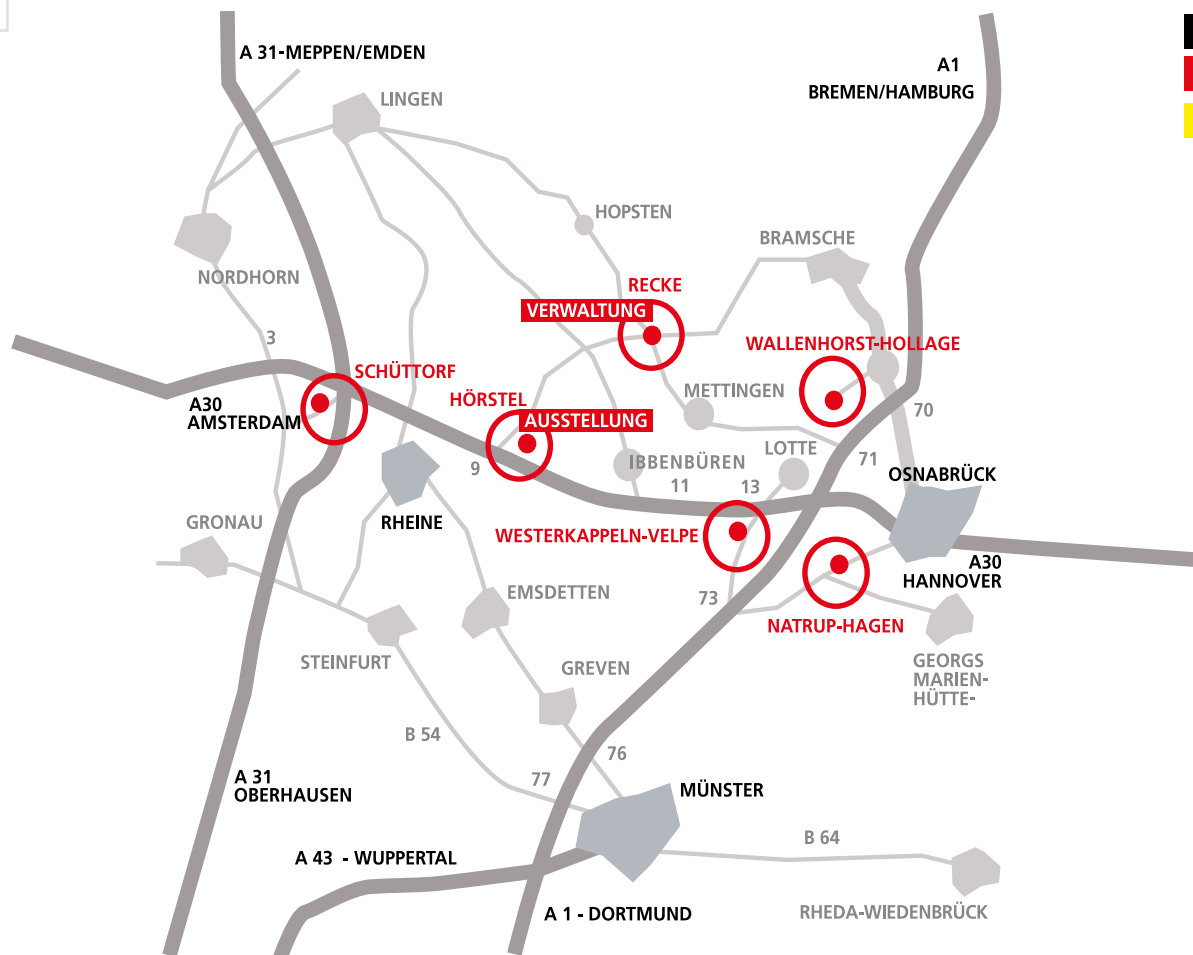 A 31-MEPPEN/EMDEN
A1
BREMEN/HAMBURG
LINGEN
HOPSTEN
BRAMSCHE
NORDHORN
RECKE
VERWALTUNG
3
WALLENHORST-HOLLAGE
SCHÜTTORF
HÖRSTEL
METTINGEN
A30
AMSTERDAM
AUSSTELLUNG
70
LOTTE
IBBENBÜREN
71
9
11
13
OSNABRÜCK
GRONAU
RHEINE
WESTERKAPPELN-VELPE
A30
HANNOVER
EMSDETTEN
73
NATRUP-HAGEN
STEINFURT
GREVEN
GEORGS
MARIEN-
HÜTTE-
B 54
76
77
A 31
OBERHAUSEN
MÜNSTER
B 64
A 43 - WUPPERTAL
A 1 - DORTMUND
RHEDA-WIEDENBRÜCK